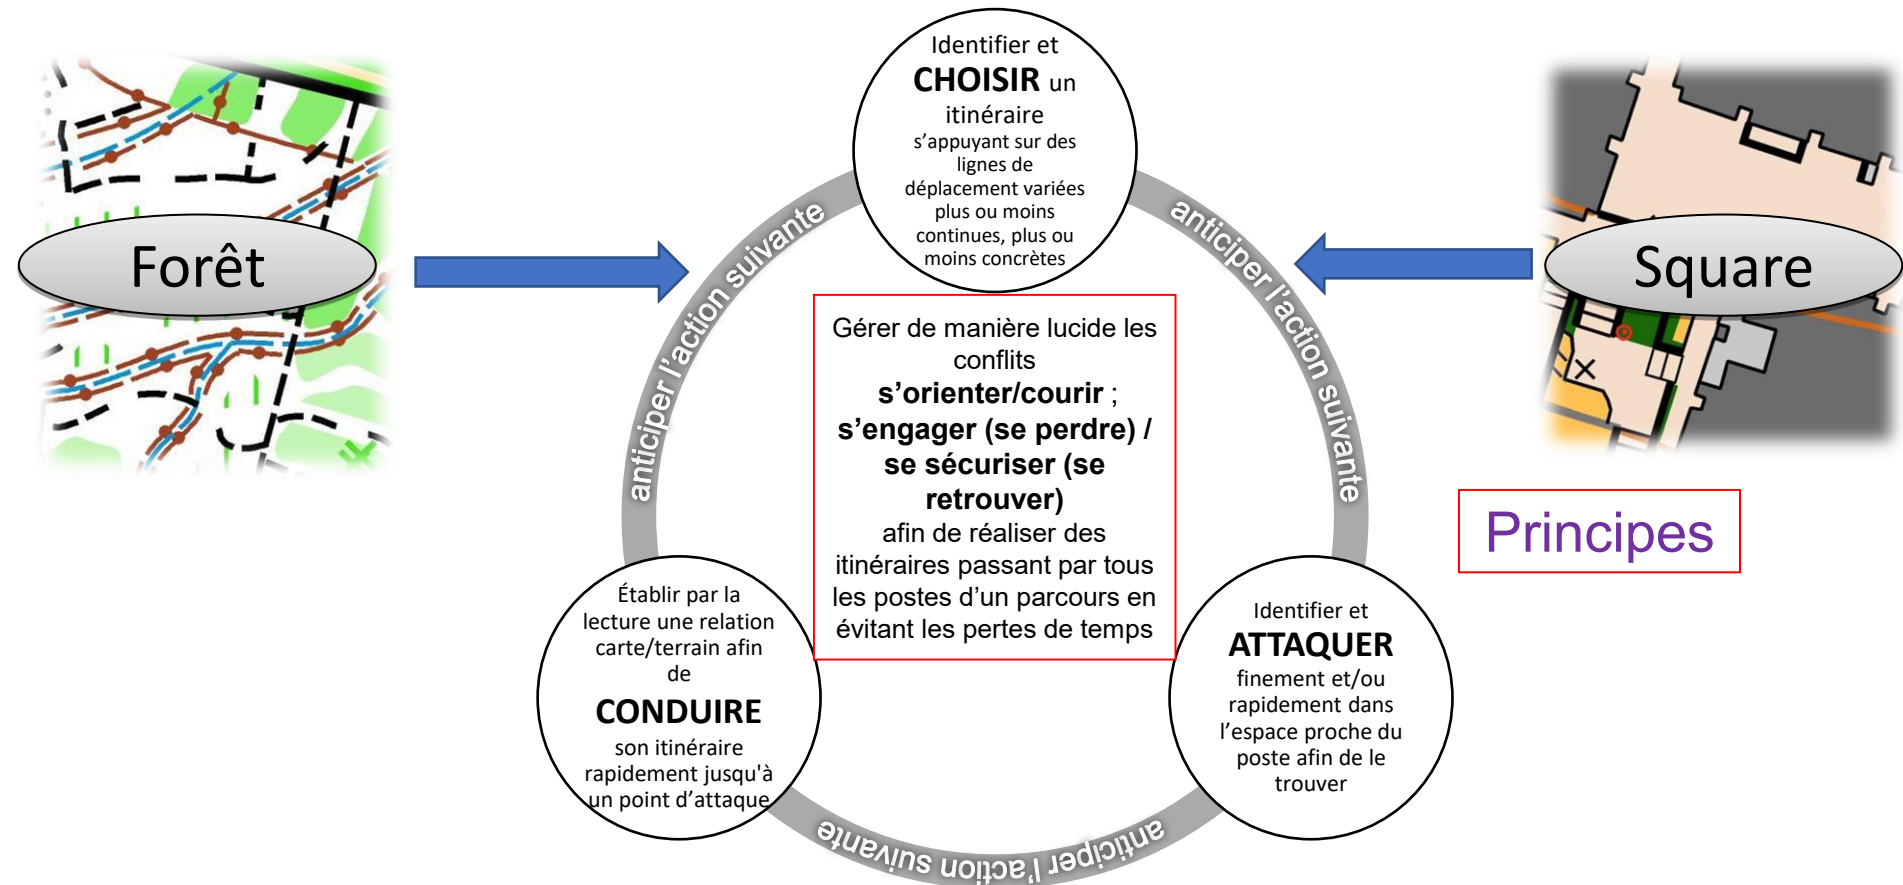 Identifier et
CHOISIR un
itinéraire
s’appuyant sur des
lignes de
déplacement variées
plus ou moins
continues, plus ou
moins concrètes
Forêt
Square
anticiper l’action suivante
anticiper l’action suivante
Gérer de manière lucide les
conflits
s’orienter/courir ;
s’engager (se perdre) /
se sécuriser (se
retrouver)
afin de réaliser des
itinéraires passant par tous
les postes d’un parcours en
évitant les pertes de temps
Principes
Établir par la
lecture une relation
carte/terrain afin
de
CONDUIRE
son itinéraire
rapidement jusqu'à
un point d’attaque
Identifier et
ATTAQUER
finement et/ou
rapidement dans
l’espace proche du
poste afin de le
trouver
anticiper l’action suivante